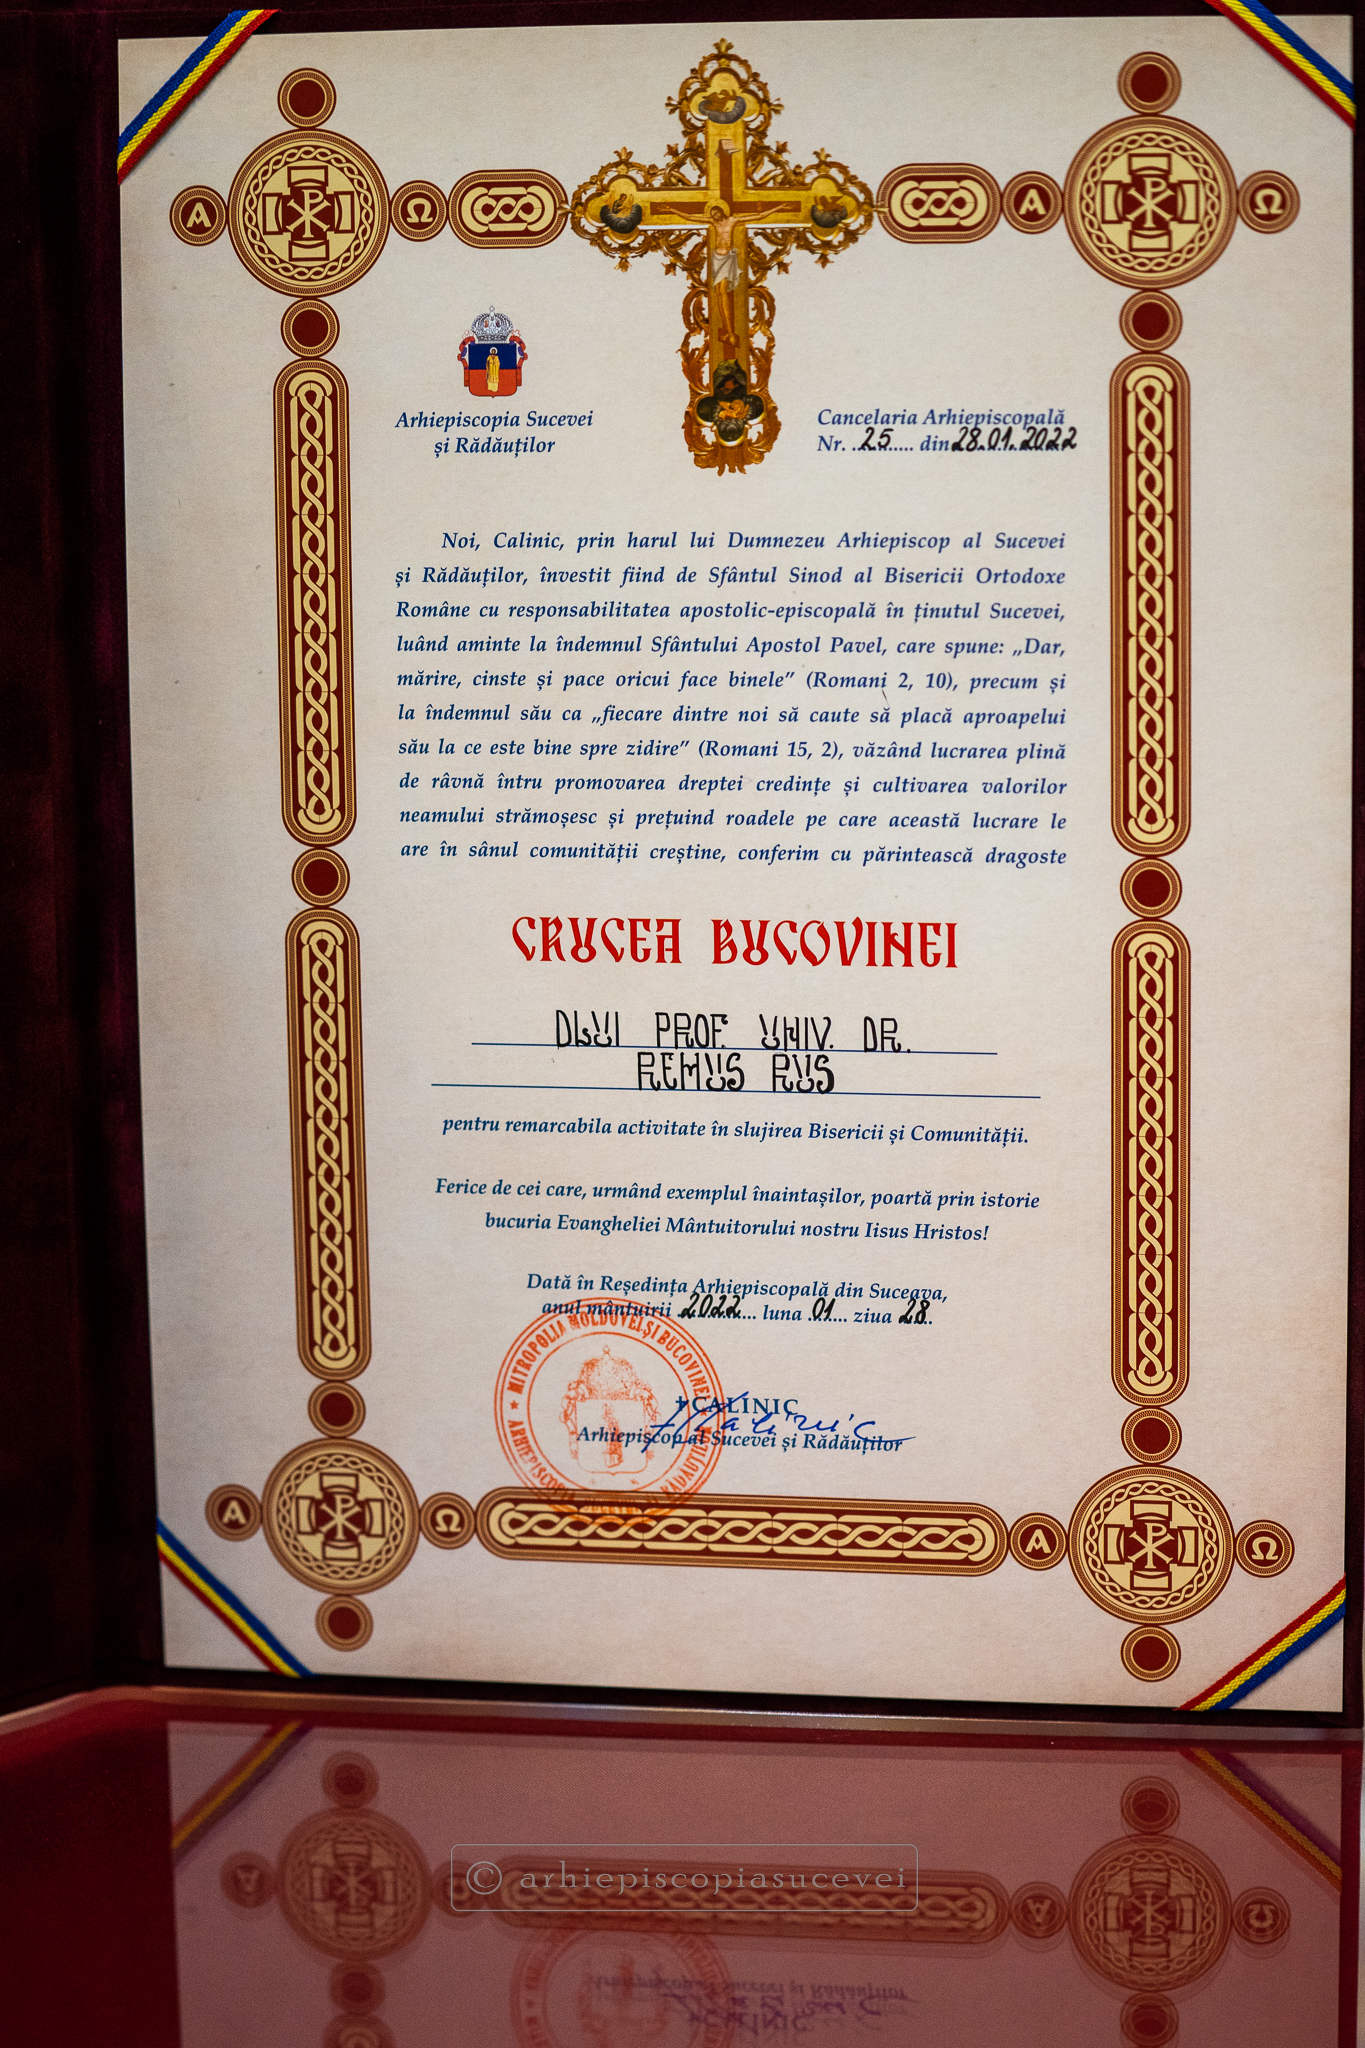 Α
Ω
Α
Ω
Arhiepiscopia Sucevei
și Rădăuților
Cancelaria Arhiepiscopală
Nr. ..25..... din 28.01.2022
Noi, Calinic, prin harul lui Dumnezeu Arhiepiscop al Sucevei
și Rădăuților, învestit fiind de Sfântul Sinod al Bisericii Ortodoxe
Române cu responsabilitatea apostolic-episcopală în ținutul Sucevei,
luând aminte la îndemnul Sfântului Apostol Pavel, care spune: „Dar,
mărire, cinste și pace oricui face binele” (Romani 2, 10), precum și
la îndemnul său ca „fiecare dintre noi să caute să placă aproapelui
său la ce este bine spre zidire” (Romani 15, 2), văzând lucrarea plină
de râvnă întru promovarea dreptei credințe și cultivarea valorilor
neamului strămoșesc și prețuind roadele pe care această lucrare le
are în sânul comunității creștine, conferim cu părintească dragoste
CRUCEA BUCOVINEI
DLUI PROF. UNIV. DR.
REMUS RUS
pentru remarcabila activitate în slujirea Bisericii și Comunității.
Ferice de cei care, urmând exemplul înaintașilor, poartă prin istorie
bucuria Evangheliei Mântuitorului nostru Iisus Hristos!
Dată în Reședința Arhiepiscopală din Suceava,
anul mântuirii 2022 luna 01 ziua 28
MITROPOLIA MOLDOVEI ȘI BUCOVINEI
†CALINIC
†Calinic
Arhiepiscop al Sucevei și Rădăuților
Α
Ω
Α
Ω
© arhiepiscopiasucevei